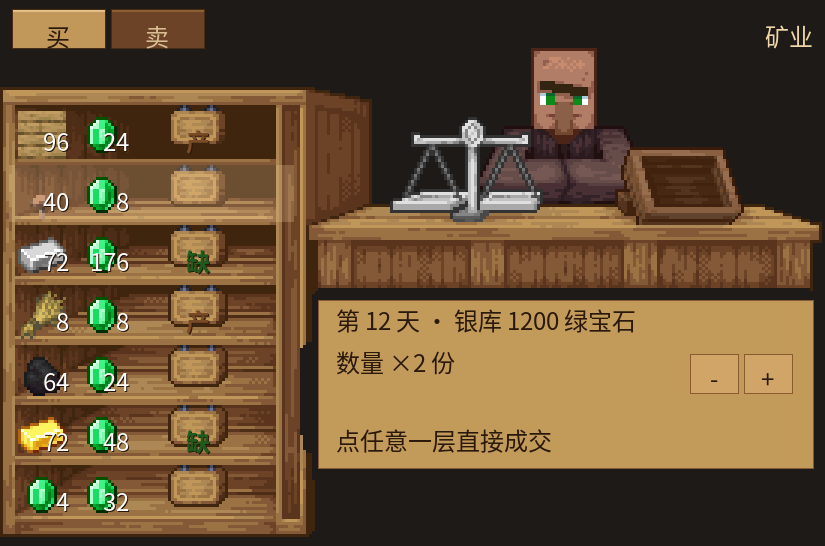 买 卖
矿业
96 24 产
40 8
72 176 缺
8 8 产
64 24
72 48 缺
4 32
第 12 天 · 银库 1200 绿宝石
数量 ×2 份
- +
点任意一层直接成交